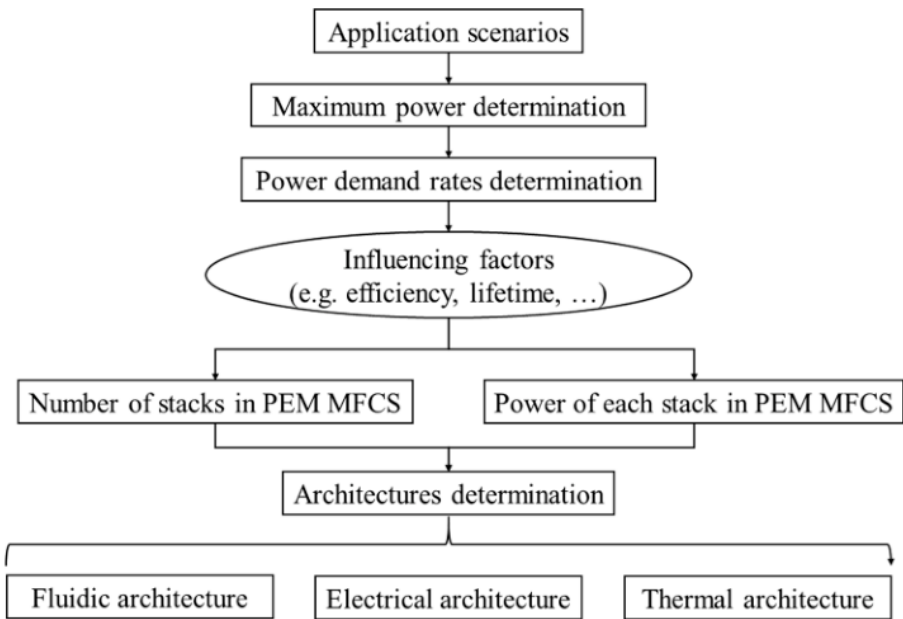 Application scenarios
Maximum power determination
Power demand rates determination
Influencing factors
(e.g. efficiency, lifetime, …)
Number of stacks in PEM MFCS
Power of each stack in PEM MFCS
Architectures determination
Fluidic architecture
Electrical architecture
Thermal architecture